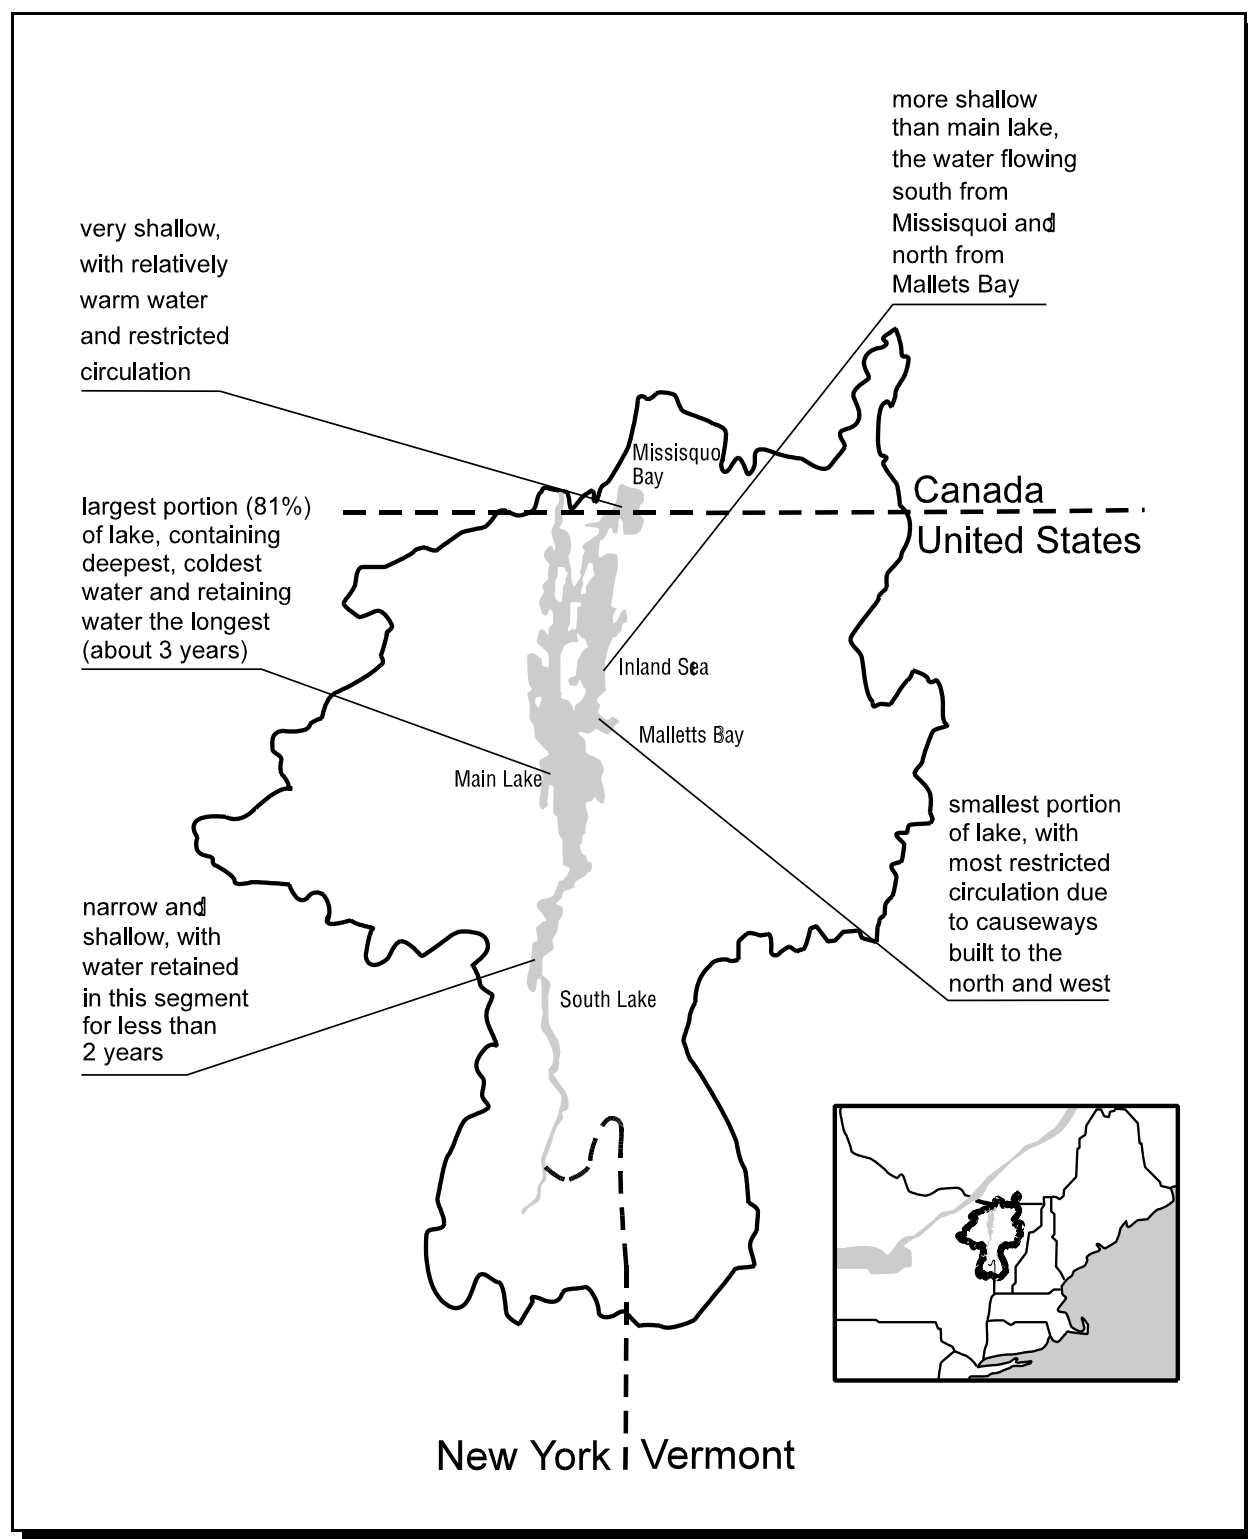 more shallow
than main lake,
the water flowing
south from
Missisquoi and
north from
Mallets Bay
very shallow,
with relatively
warm water
and restricted
circulation
Missisquo
Bay
largest portion (81%)
of lake, containing
deepest, coldest
water and retaining
water the longest
(about 3 years)
Canada
United States
Inland Sea
Malletts Bay
Main Lake
smallest portion
of lake, with
most restricted
circulation due
to causeways
built to the
north and west
narrow and
shallow, with
water retained
in this segment
for less than
2 years
South Lake
New York
Vermont